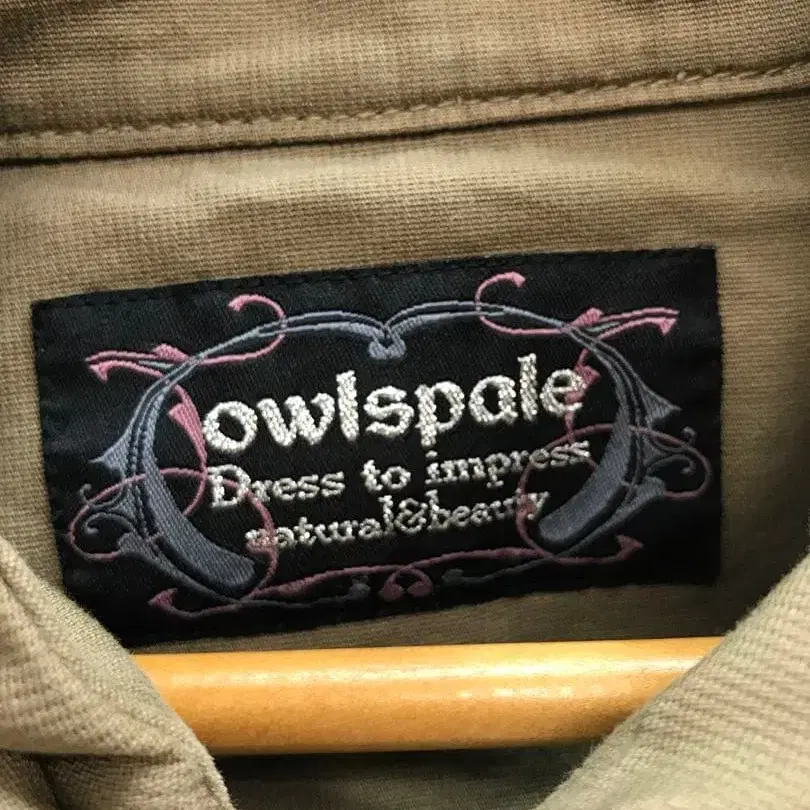 owlspale
Dress to impress
natural&beauty